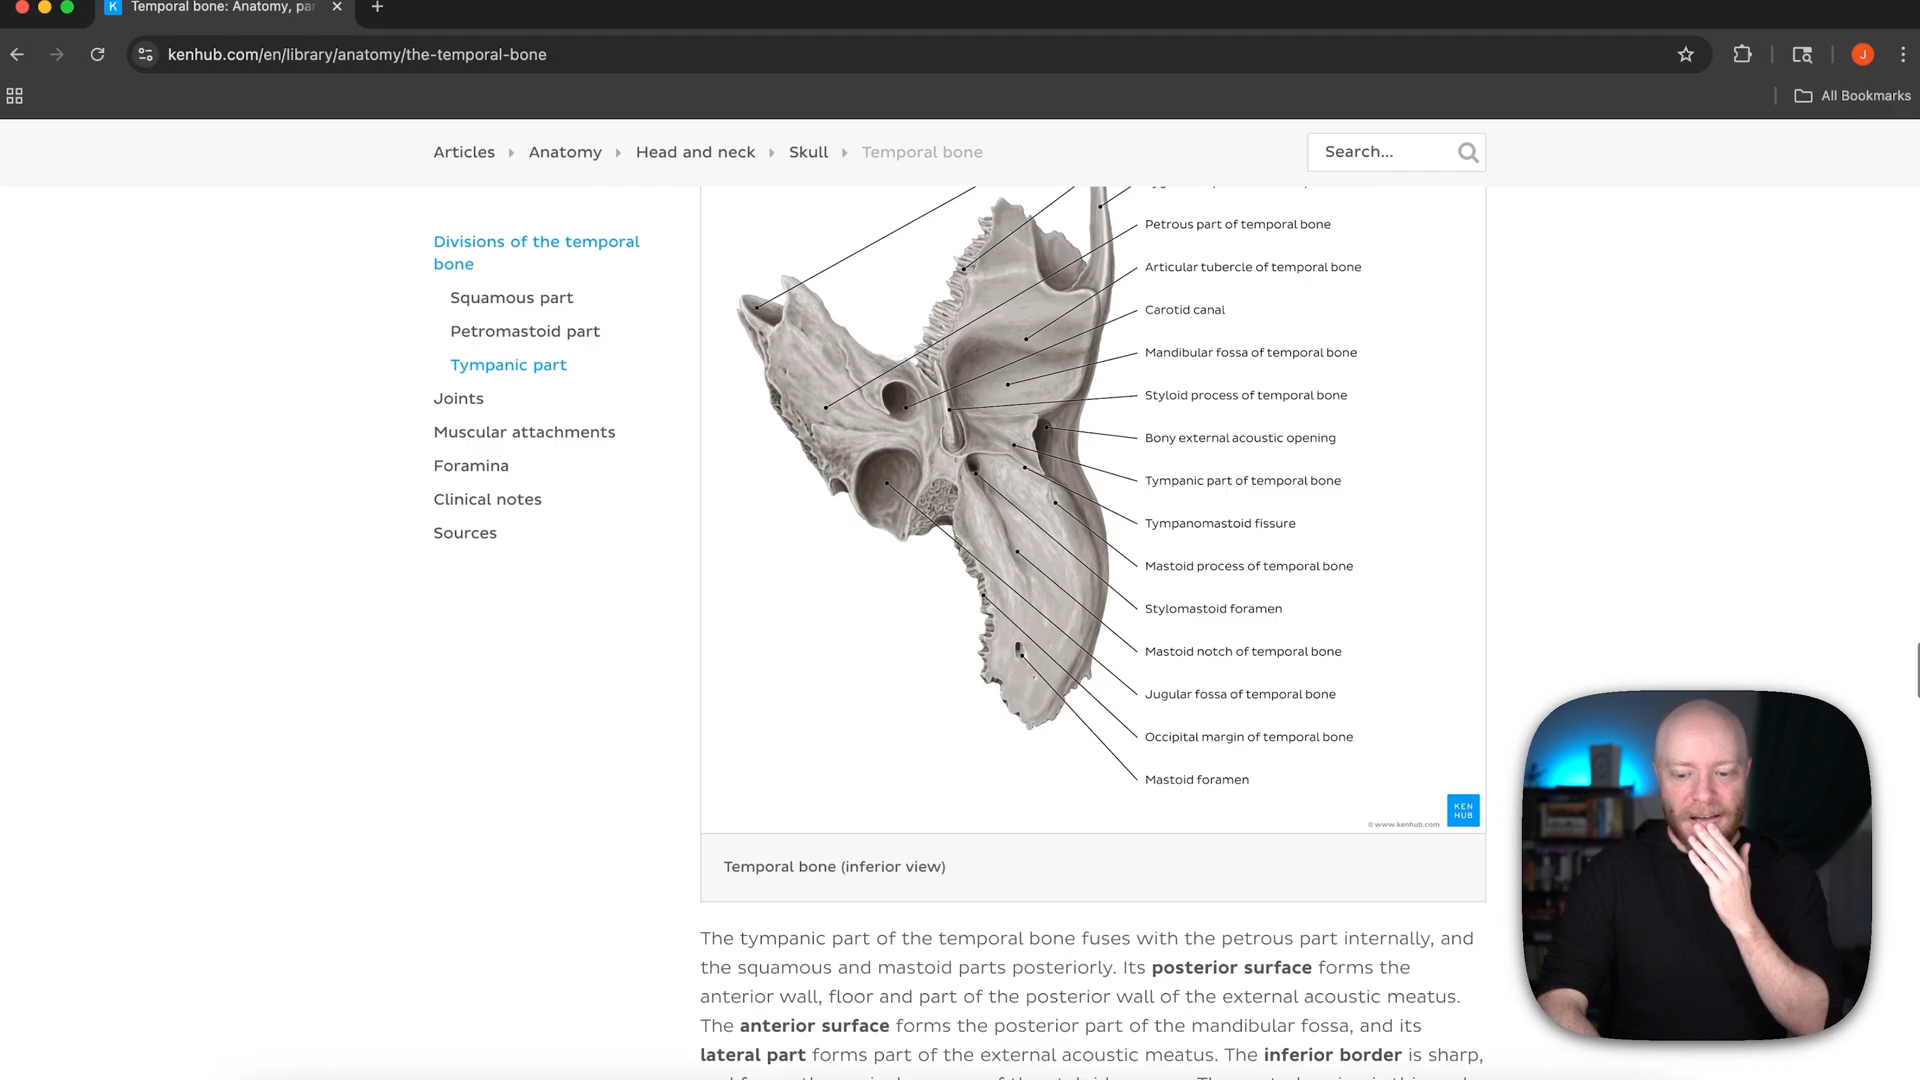 K Temporal bone: Anatomy, par
kenhub.com/en/library/anatomy/the-temporal-bone
J
All Bookmarks
Articles Anatomy Head and neck Skull Temporal bone
Search...
Divisions of the temporal
bone
Squamous part
Petromastoid part
Tympanic part
Joints
Muscular attachments
Foramina
Clinical notes
Sources
Petrous part of temporal bone
Articular tubercle of temporal bone
Carotid canal
Mandibular fossa of temporal bone
Styloid process of temporal bone
Bony external acoustic opening
Tympanic part of temporal bone
Tympanomastoid fissure
Mastoid process of temporal bone
Stylomastoid foramen
Mastoid notch of temporal bone
Jugular fossa of temporal bone
Occipital margin of temporal bone
Mastoid foramen
KEN
HUB
© www.kenhub.com
Temporal bone (inferior view)
The tympanic part of the temporal bone fuses with the petrous part internally, and
the squamous and mastoid parts posteriorly. Its posterior surface forms the
anterior wall, floor and part of the posterior wall of the external acoustic meatus.
The anterior surface forms the posterior part of the mandibular fossa, and its
lateral part forms part of the external acoustic meatus. The inferior border is sharp,